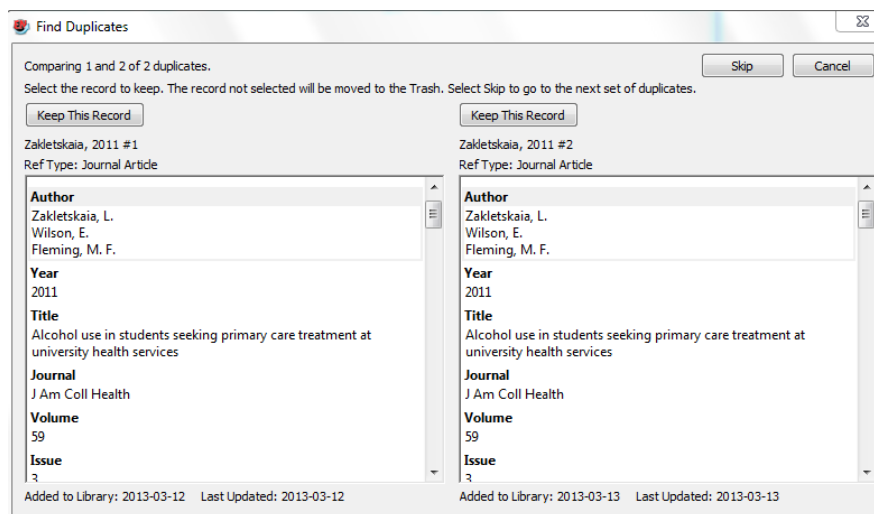 Find Duplicates
Comparing 1 and 2 of 2 duplicates.
Skip
Cancel
Select the record to keep. The record not selected will be moved to the Trash. Select Skip to go to the next set of duplicates.
Keep This Record
Zakletskaia, 2011 #1
Ref Type: Journal Article
Author
Zakletskaia, L.
Wilson, E.
Fleming, M. F.
Year
2011
Title
Alcohol use in students seeking primary care treatment at
university health services
Journal
J Am Coll Health
Volume
59
Issue
3
Added to Library: 2013-03-12 Last Updated: 2013-03-12
Keep This Record
Zakletskaia, 2011 #2
Ref Type: Journal Article
Author
Zakletskaia, L.
Wilson, E.
Fleming, M. F.
Year
2011
Title
Alcohol use in students seeking primary care treatment at
university health services
Journal
J Am Coll Health
Volume
59
Issue
3
Added to Library: 2013-03-13 Last Updated: 2013-03-13